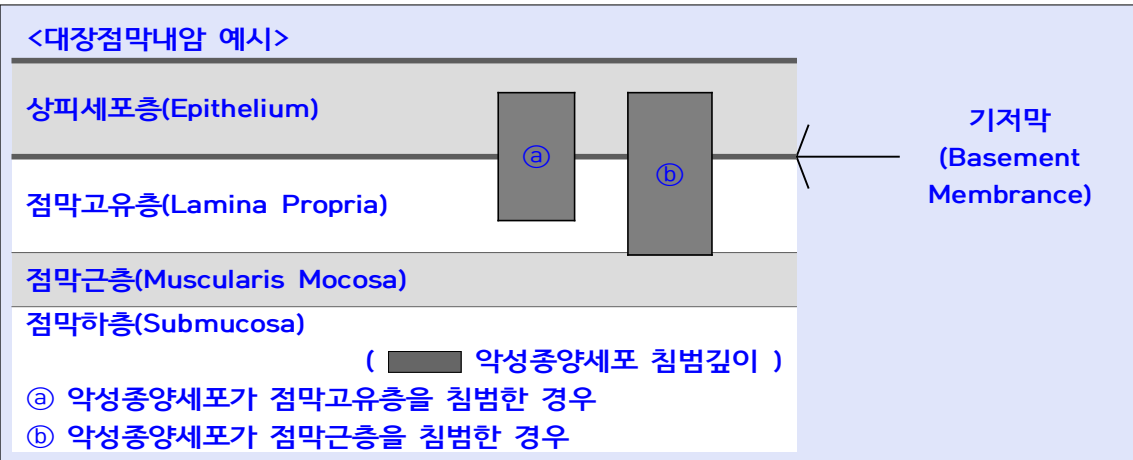 <대장점막내암 예시>
상피세포층(Epithelium)
ⓐ
ⓑ
기저막
(Basement
Membrance)
점막고유층(Lamina Propria)
점막근층(Muscularis Mocosa)
점막하층(Submucosa)
( 악성종양세포 침범깊이 )
ⓐ 악성종양세포가 점막고유층을 침범한 경우
ⓑ 악성종양세포가 점막근층을 침범한 경우